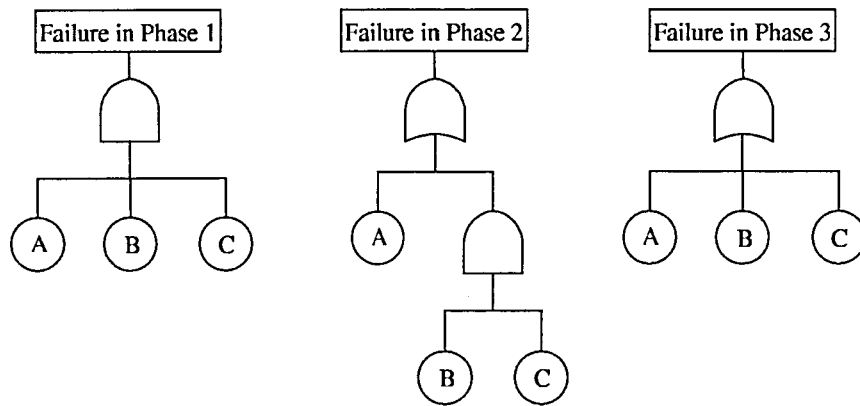 Failure in Phase 1
Failure in Phase 2
Failure in Phase 3
A
B
C
A
A
B
C
B
C